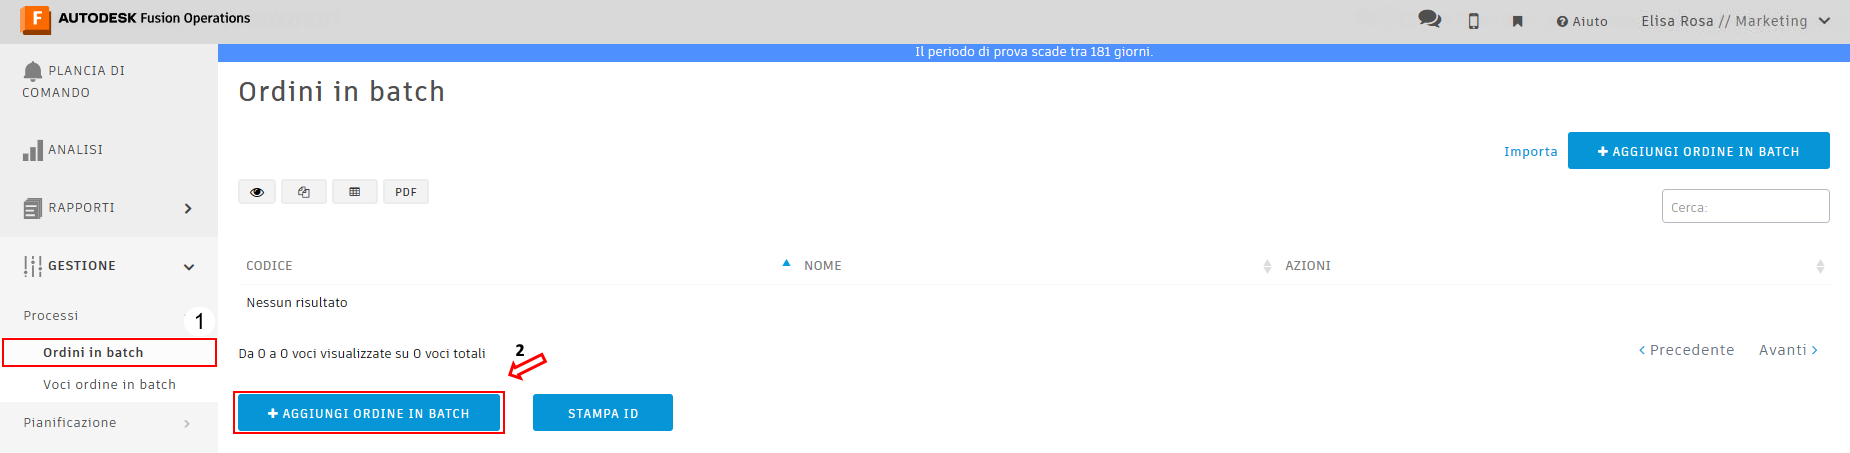 AUTODESK Fusion Operations
Aiuto
Elisa Rosa // Marketing
Il periodo di prova scade tra 181 giorni.
PLANCIA DI
COMANDO
ANALISI
RAPPORTI
GESTIONE
Processi
1
Ordini in batch
Voci ordine in batch
Pianificazione
Ordini in batch
Importa
+ AGGIUNGI ORDINE IN BATCH
PDF
Cerca:
CODICE
NOME
AZIONI
Nessun risultato
Da 0 a 0 voci visualizzate su 0 voci totali
2
Precedente
Avanti
+ AGGIUNGI ORDINE IN BATCH
STAMPA ID